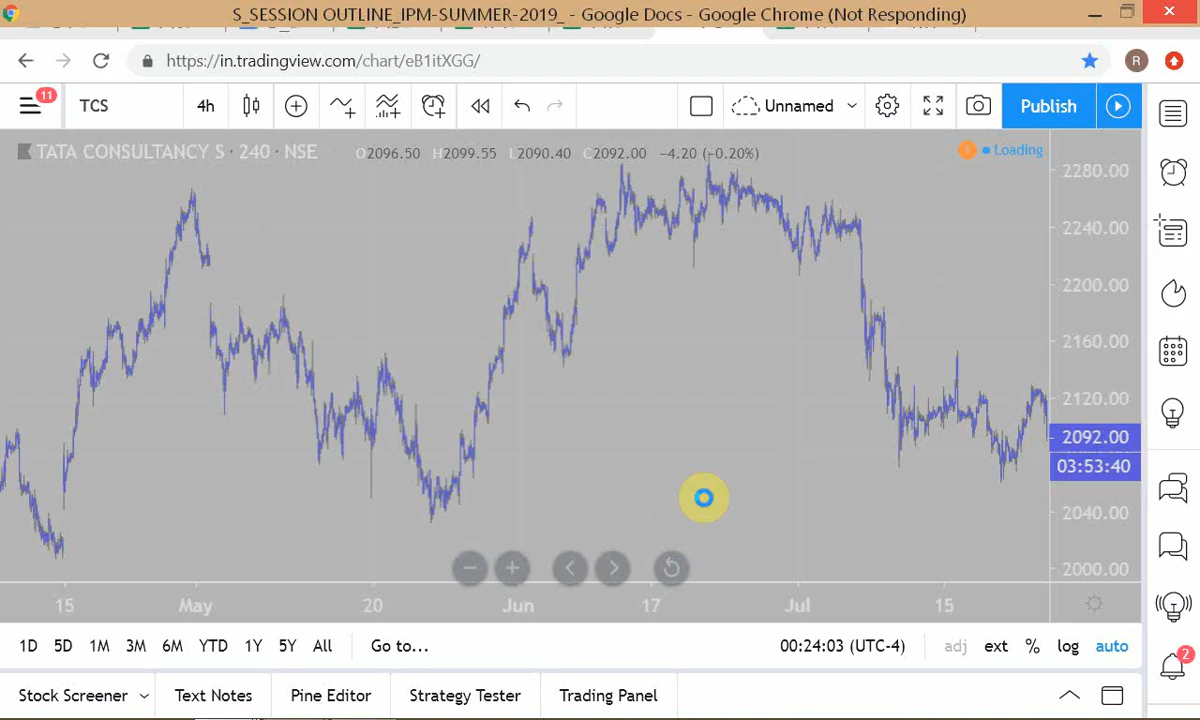 S_SESSION OUTLINE_IPM-SUMMER-2019_ - Google Docs - Google Chrome (Not Responding)
https://in.tradingview.com/chart/eB1itXGG/
R
11
TCS
4h
Unnamed
Publish
TATA CONSULTANCY S · 240 · NSE
O2096.50 H2099.55 L2090.40 C2092.00 −4.20 (−0.20%)
Loading
2280.00
2240.00
2200.00
2160.00
2120.00
2092.00
03:53:40
2040.00
2000.00
15 May 20 Jun 17 Jul 15
1D 5D 1M 3M 6M YTD 1Y 5Y All Go to... 00:24:03 (UTC-4) adj ext % log auto
2
Stock Screener Text Notes Pine Editor Strategy Tester Trading Panel